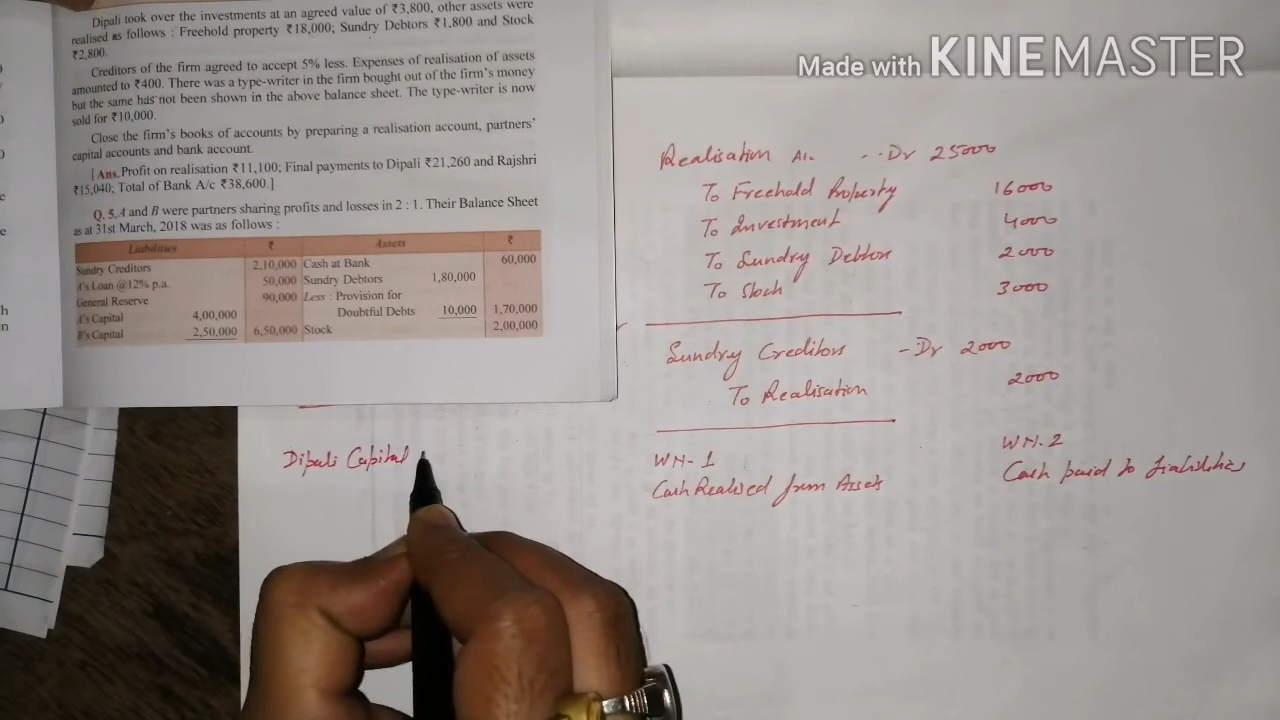 Dipali took over the investments at an agreed value of ₹3,800, other assets were
realised as follows : Freehold property ₹18,000; Sundry Debtors ₹1,800 and Stock
₹2,800.
Creditors of the firm agreed to accept 5% less. Expenses of realisation of assets
amounted to ₹400. There was a type-writer in the firm bought out of the firm's money
but the same has not been shown in the above balance sheet. The type-writer is now
sold for ₹10,000.
Close the firm's books of accounts by preparing a realisation account, partners'
capital accounts and bank account.
[Ans. Profit on realisation ₹11,100; Final payments to Dipali ₹21,260 and Rajshri
₹15,040; Total of Bank A/c ₹38,600.]
Q. 5. A and B were partners sharing profits and losses in 2 : 1. Their Balance Sheet
as at 31st March, 2018 was as follows :
Liabilities ₹ Assets ₹
Sundry Creditors 2,10,000 Cash at Bank 60,000
A's Loan @12% p.a. 50,000 Sundry Debtors 1,80,000
General Reserve 90,000 Less : Provision for
A's Capital 4,00,000 Doubtful Debts 10,000 1,70,000
B's Capital 2,50,000 6,50,000 Stock 2,00,000
Made with KINEMASTER
Realisation A/c --Dr 25000
To Freehold Property 16000
To Investment 4000
To Sundry Debtors 2000
To Stock 3000
Sundry Creditors -Dr 2000
To Realisation 2000
Dipali Capital
WN-1
Cash Realised from Assets
WN.2
Cash paid to Liabilities